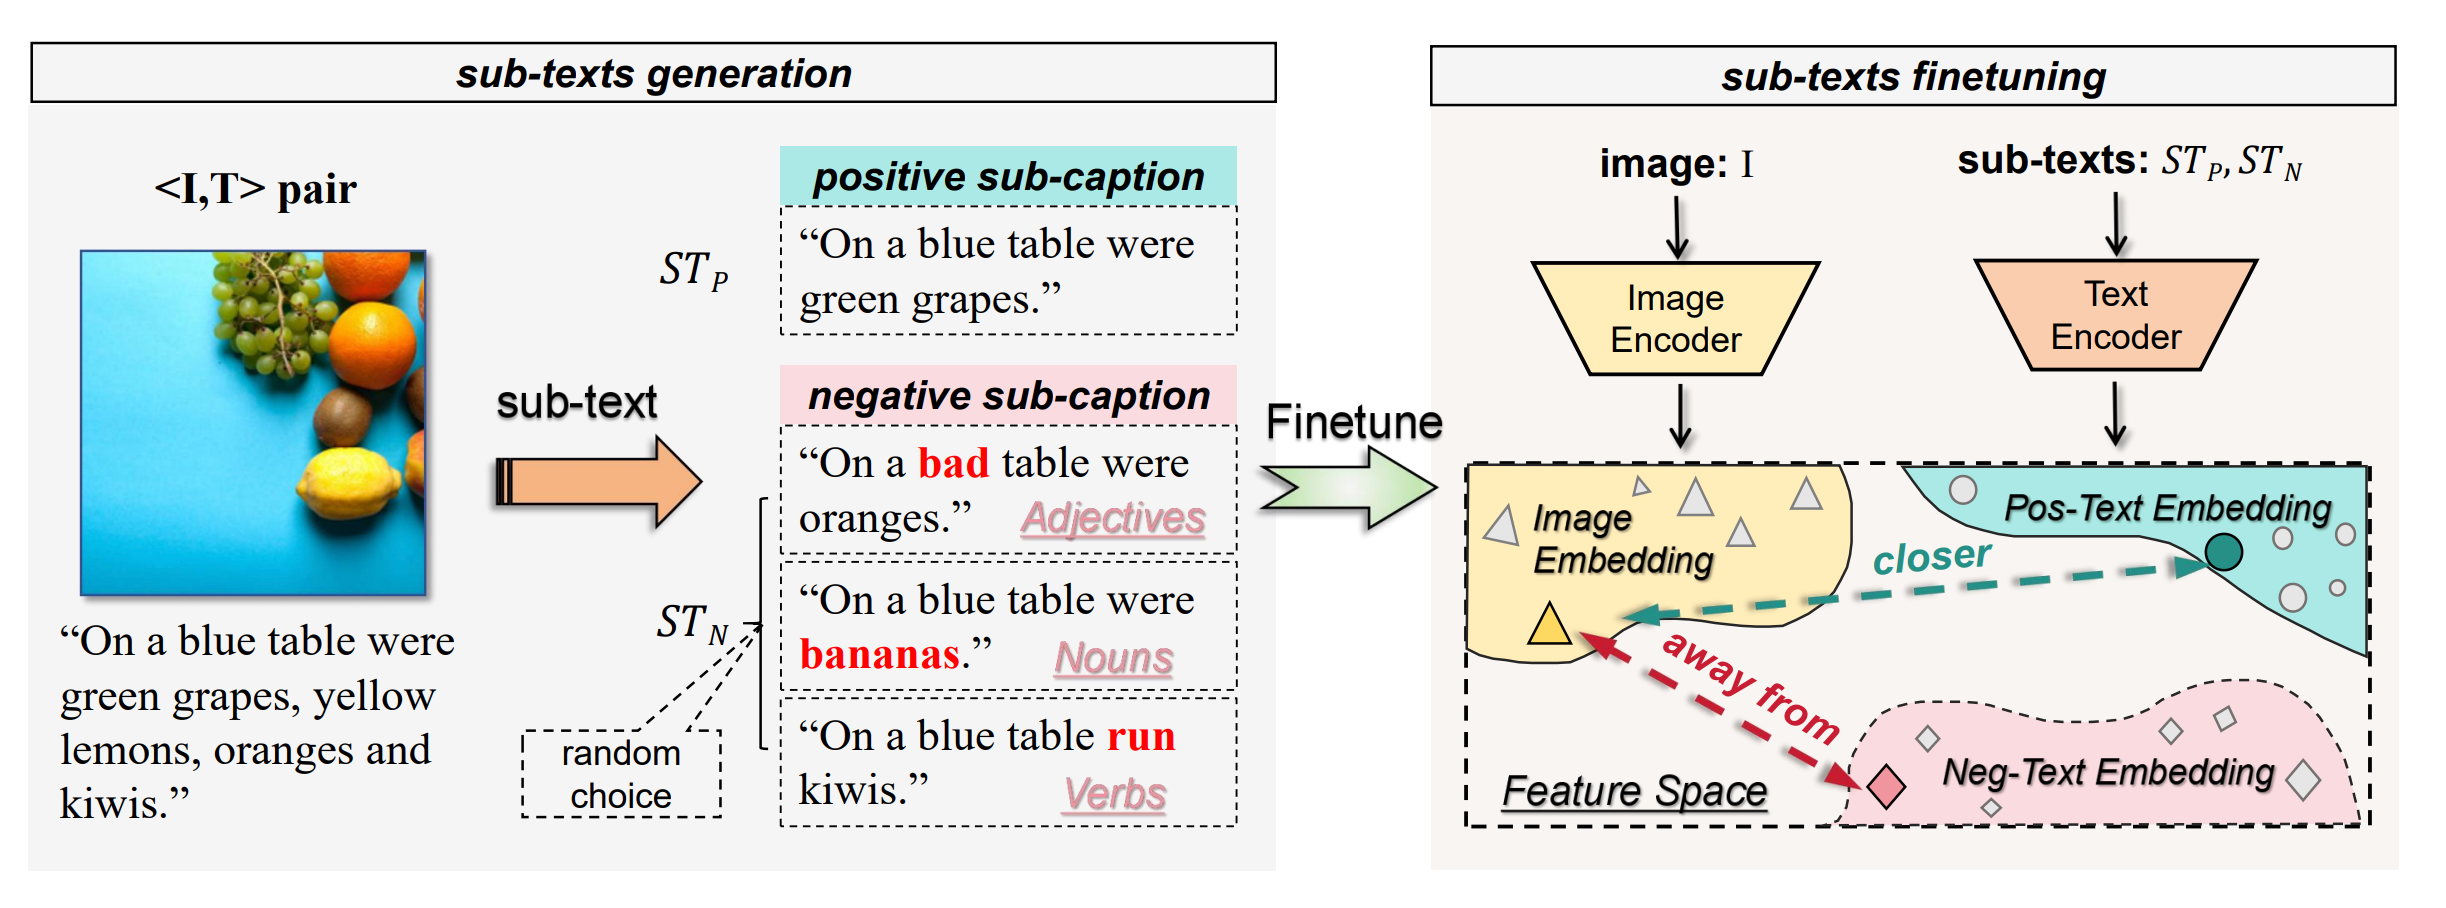 sub-texts generation
<I,T> pair
“On a blue table were
green grapes, yellow
lemons, oranges and
kiwis.”
sub-text
ST_P
positive sub-caption
“On a blue table were
green grapes.”
negative sub-caption
“On a bad table were
oranges.” Adjectives
ST_N
random
choice
“On a blue table were
bananas.” Nouns
“On a blue table run
kiwis.” Verbs
Finetune
sub-texts finetuning
image: I
sub-texts: ST_P, ST_N
Image
Encoder
Text
Encoder
Image
Embedding
Pos-Text Embedding
closer
away from
Neg-Text Embedding
Feature Space